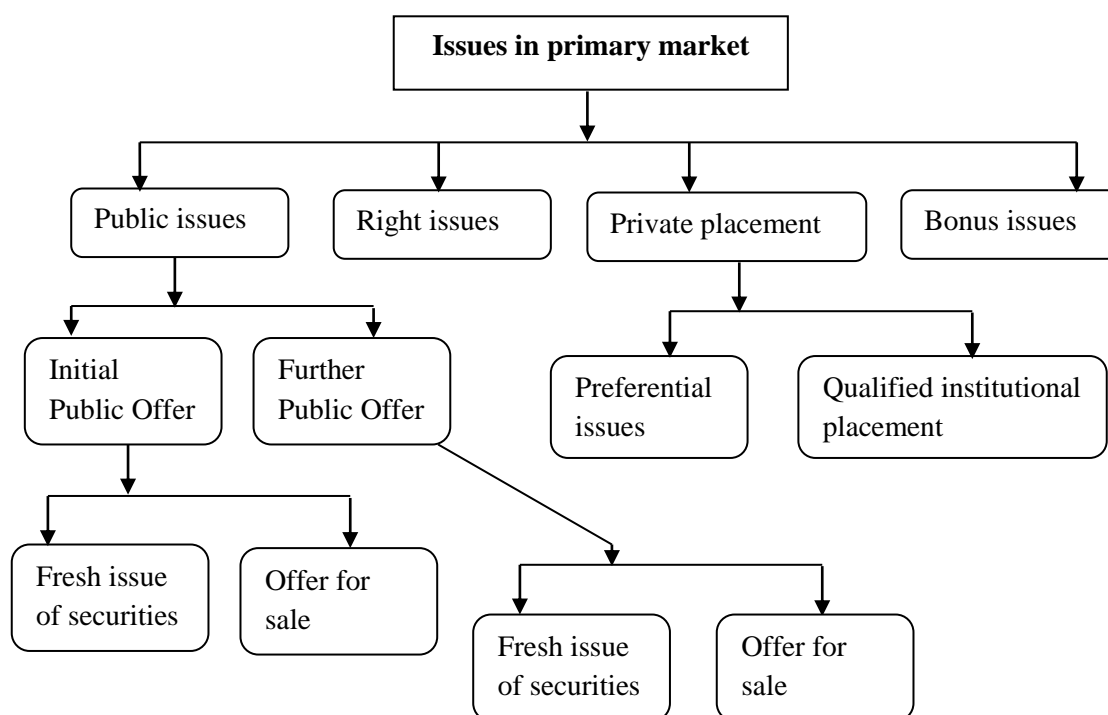 Issues in primary market
Public issues
Right issues
Private placement
Bonus issues
Initial
Public Offer
Further
Public Offer
Preferential
issues
Qualified institutional
placement
Fresh issue
of securities
Offer for
sale
Fresh issue
of securities
Offer for
sale